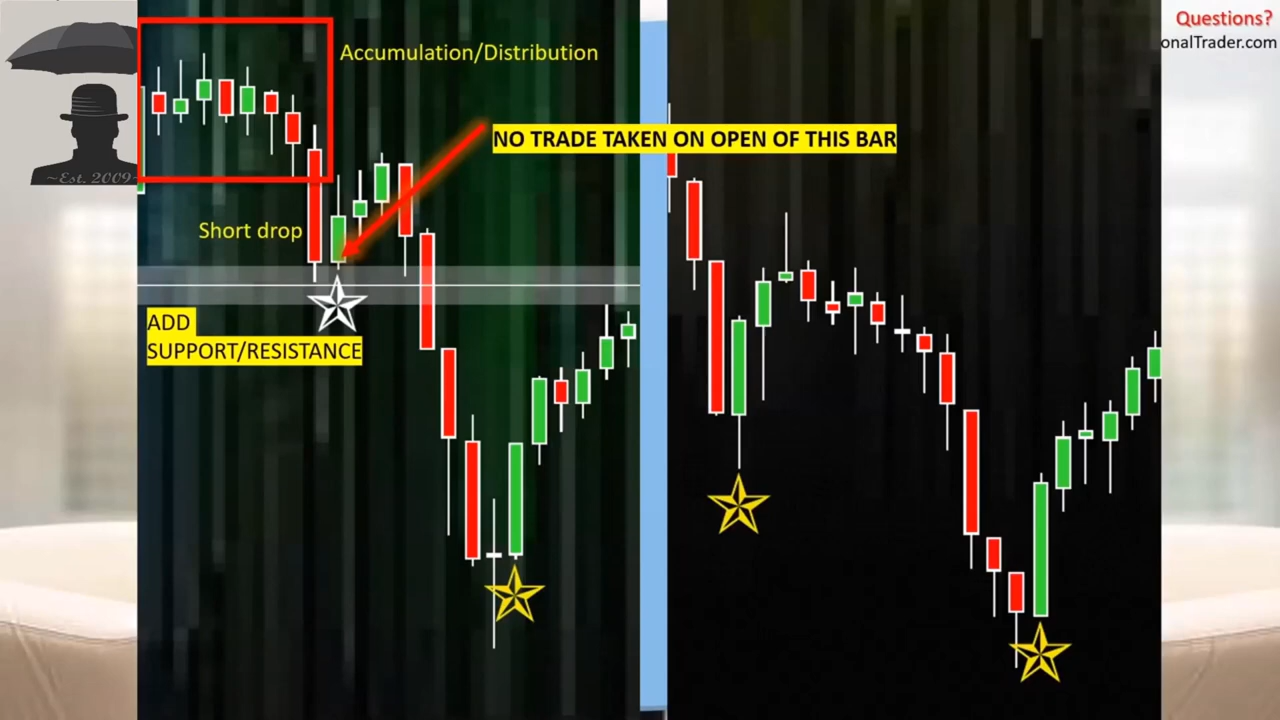 Questions?
onalTrader.com
Accumulation/Distribution
NO TRADE TAKEN ON OPEN OF THIS BAR
~Est. 2009~
Short drop
ADD
SUPPORT/RESISTANCE